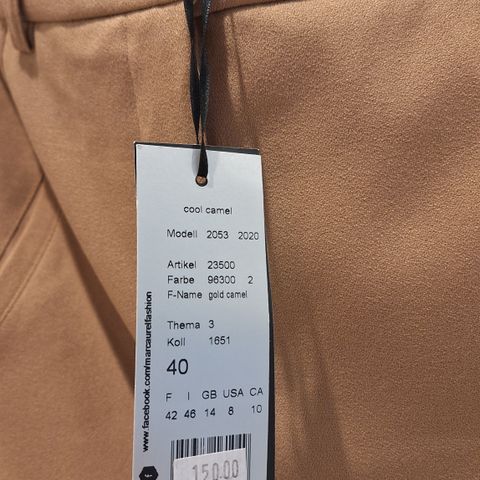 cool camel
Modell 2053 2020
Artikel 23500
Farbe 96300 2
F-Name gold camel
Thema 3
Koll 1651
40
F I GB USA CA
42 46 14 8 10
150.00
www.facebook.com/marcaurelfashion
f